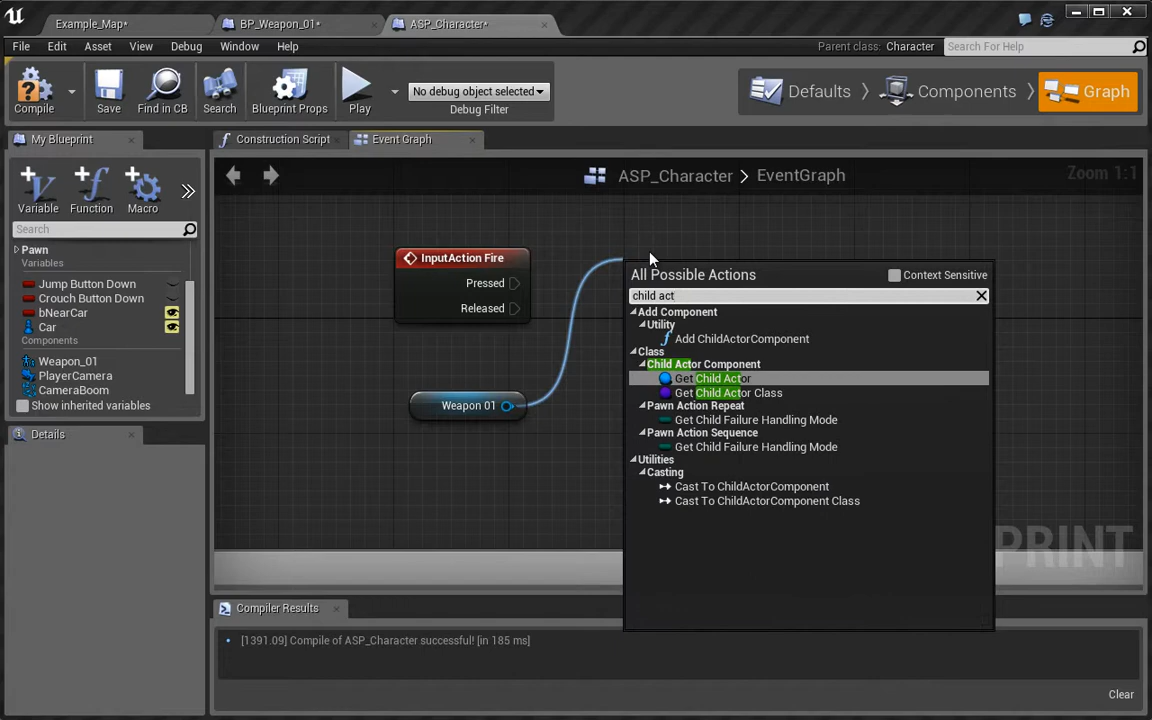 Example_Map*
BP_Weapon_01*
ASP_Character*
File Edit Asset View Debug Window Help
Parent class: Character
Search For Help
Compile
Save
Find in CB
Search
Blueprint Props
Play
No debug object selected
Debug Filter
Defaults
Components
Graph
My Blueprint
Construction Script
Event Graph
Variable
Function
Macro
Search
Pawn
Variables
Jump Button Down
Crouch Button Down
bNearCar
Car
Components
Weapon_01
PlayerCamera
CameraBoom
Show inherited variables
Details
ASP_Character > EventGraph
Zoom 1:1
InputAction Fire
Pressed
Released
Weapon 01
All Possible Actions
Context Sensitive
child act
Add Component
Utility
Add ChildActorComponent
Class
Child Actor Component
Get Child Actor
Get Child Actor Class
Pawn Action Repeat
Get Child Failure Handling Mode
Pawn Action Sequence
Get Child Failure Handling Mode
Utilities
Casting
Cast To ChildActorComponent
Cast To ChildActorComponent Class
PRINT
Compiler Results
[1391.09] Compile of ASP_Character successful! [in 185 ms]
Clear